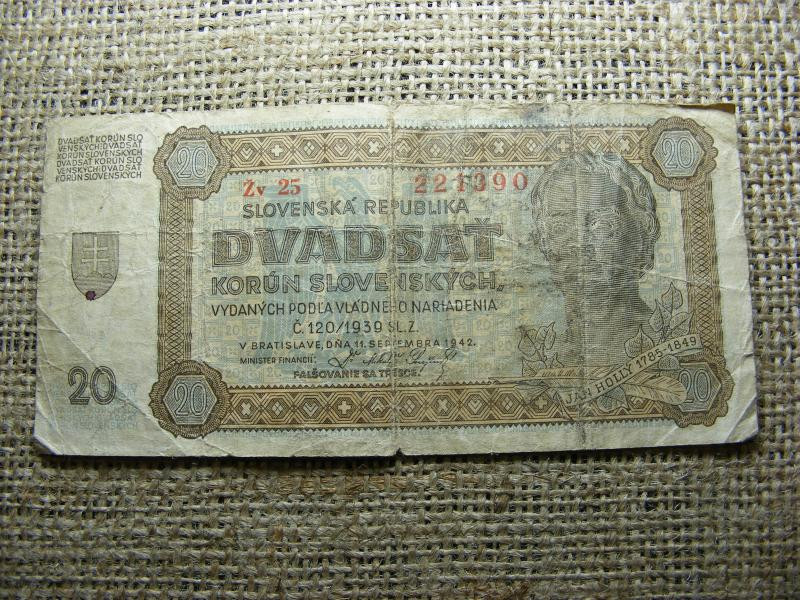 DVADSAŤ KORÚN SLO
VENSKÝCH DVADSAŤ
KORÚN SLOVENSKÝCH
DVADSAŤ KORÚN SLO
VENSKÝCH DVADSAŤ
KORÚN SLOVENSKÝCH
20
20
Žv 25 221390
SLOVENSKÁ REPUBLIKA
DVADSAŤ
KORÚN SLOVENSKÝCH,
VYDANÝCH PODĽA VLÁDNEHO NARIADENIA
Č. 120/1939 SL. Z.
V BRATISLAVE, DŇA 11. SEPTEMBRA 1942.
MINISTER FINANCIÍ:
FALŠOVANIE SA TRESCE.
JÁN HOLLÝ 1785-1849
20
20
20